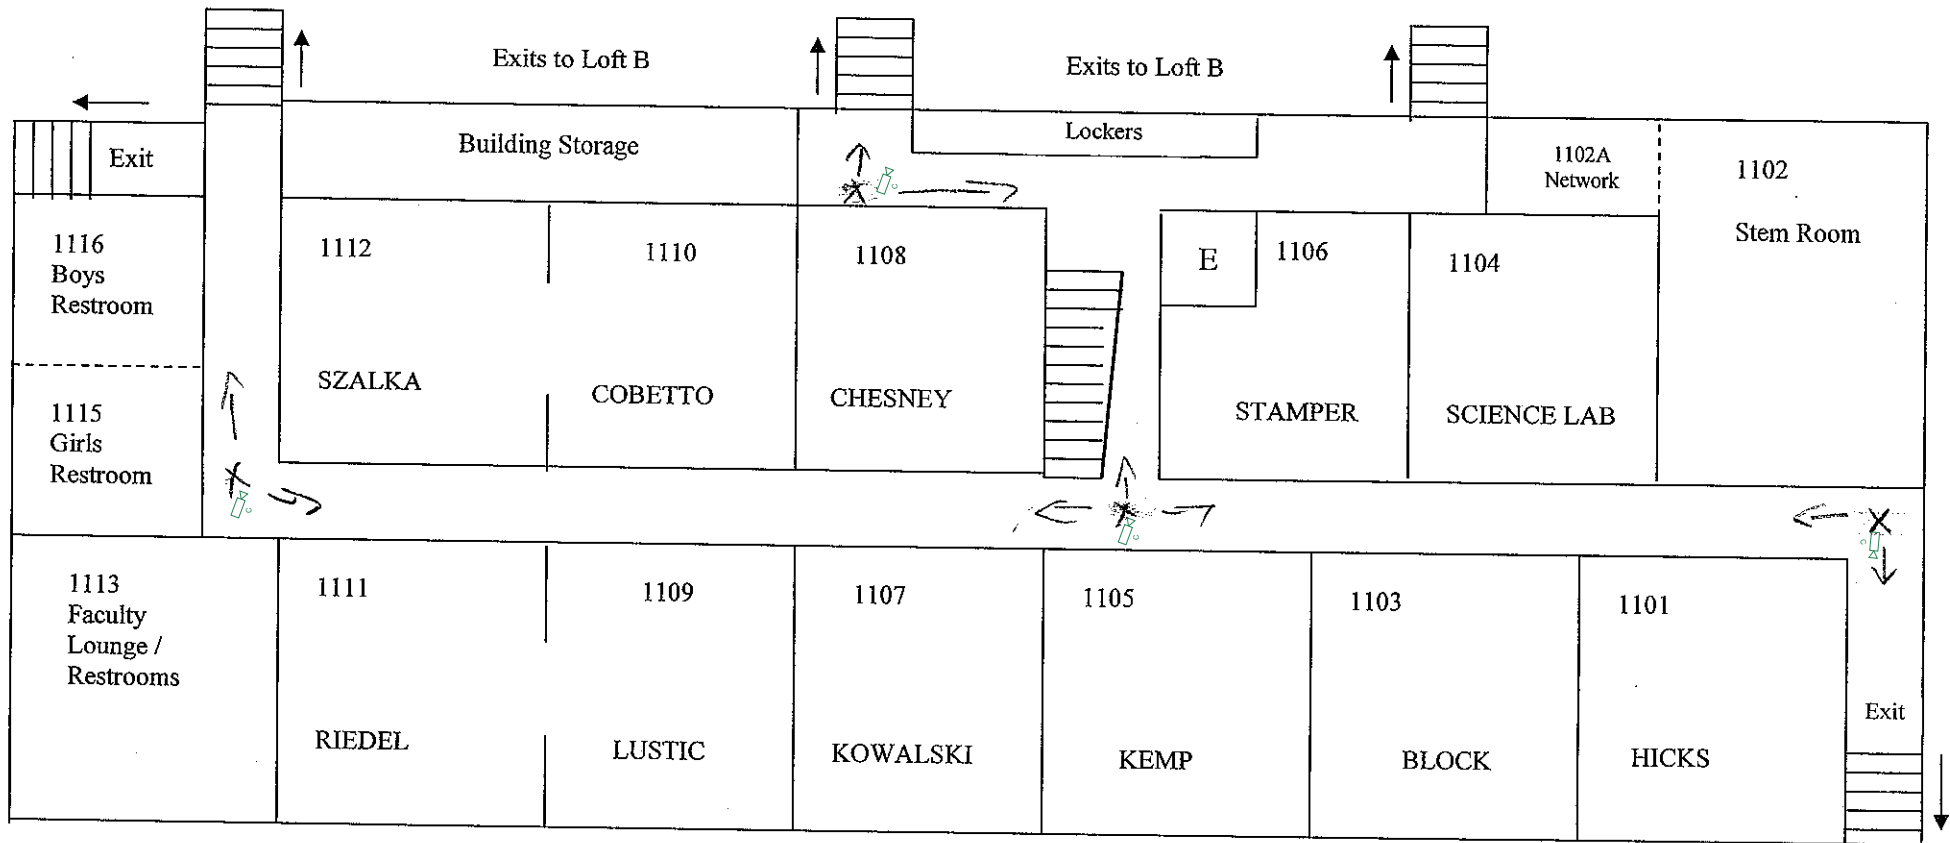 Exits to Loft B
Exits to Loft B
Exit
Building Storage
Lockers
1102A
Network
1102
Stem Room
1116
Boys
Restroom
1112
SZALKA
1110
COBETTO
1108
CHESNEY
E
1106
STAMPER
1104
SCIENCE LAB
1115
Girls
Restroom
1113
Faculty
Lounge /
Restrooms
1111
RIEDEL
1109
LUSTIC
1107
KOWALSKI
1105
KEMP
1103
BLOCK
1101
HICKS
Exit